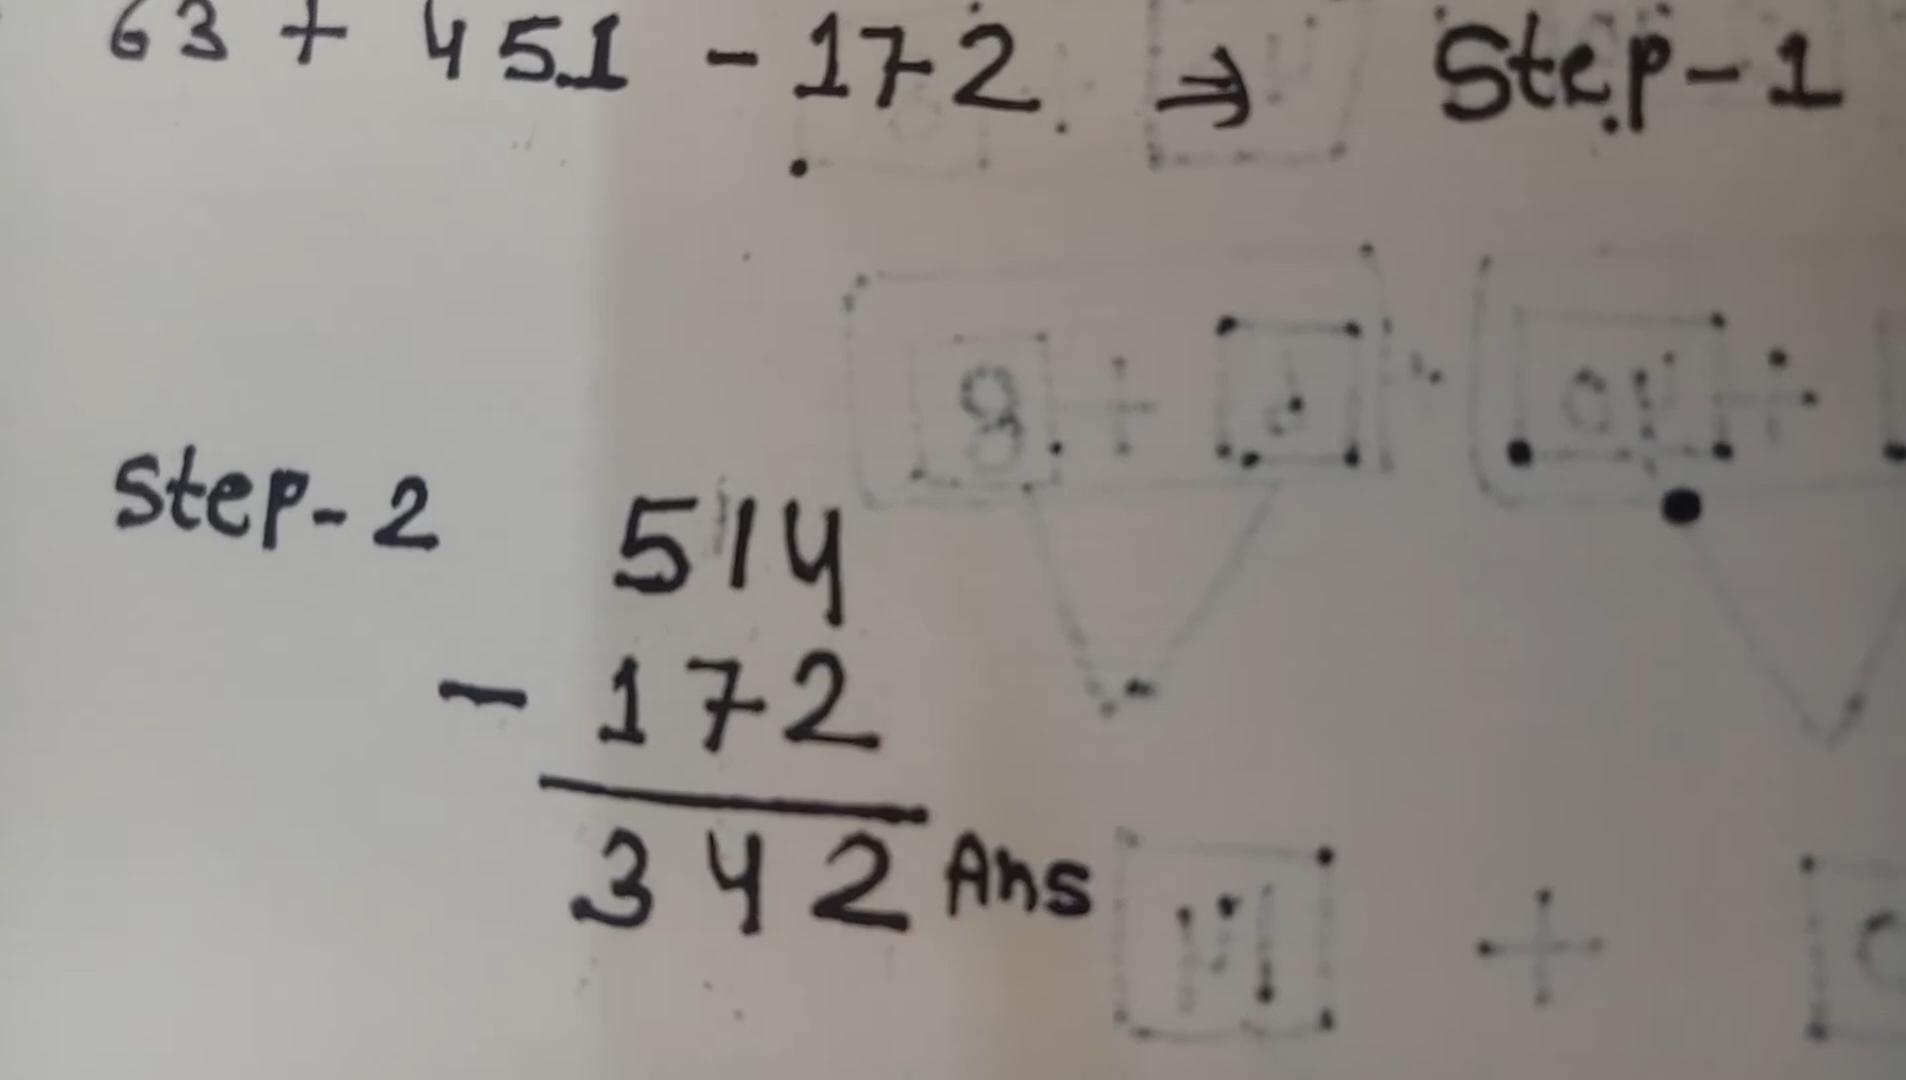 63 + 451 - 172 ⇒ Step-1
Step-2
514
- 172
342 Ans